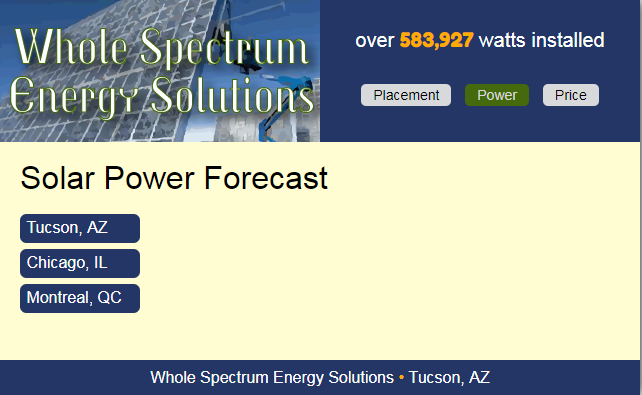 Whole Spectrum
Energy Solutions
over 583,927 watts installed
Placement Power Price
Solar Power Forecast
Tucson, AZ
Chicago, IL
Montreal, QC
Whole Spectrum Energy Solutions • Tucson, AZ